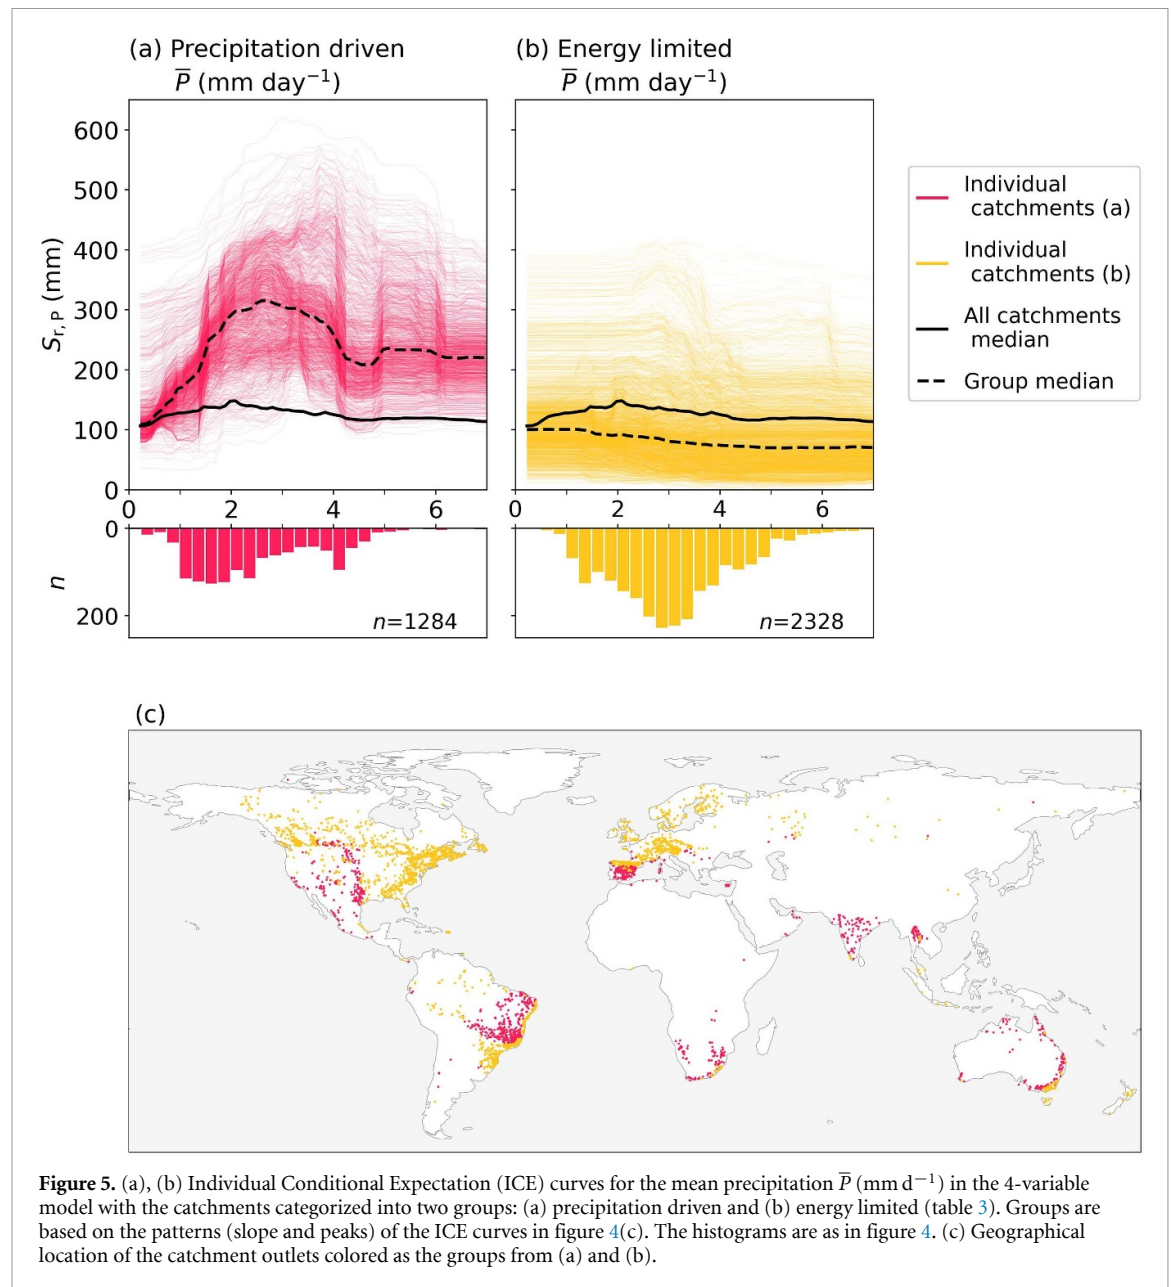 (a) Precipitation driven
P̅ (mm day⁻¹)
(b) Energy limited
P̅ (mm day⁻¹)
600
500
400
300
200
100
0
S_{r,P} (mm)
0 2 4 6
0 2 4 6
0
200
n
n=1284
n=2328
Individual
catchments (a)
Individual
catchments (b)
All catchments
median
Group median
(c)
Figure 5. (a), (b) Individual Conditional Expectation (ICE) curves for the mean precipitation P̅ (mm d⁻¹) in the 4-variable
model with the catchments categorized into two groups: (a) precipitation driven and (b) energy limited (table 3). Groups are
based on the patterns (slope and peaks) of the ICE curves in figure 4(c). The histograms are as in figure 4. (c) Geographical
location of the catchment outlets colored as the groups from (a) and (b).